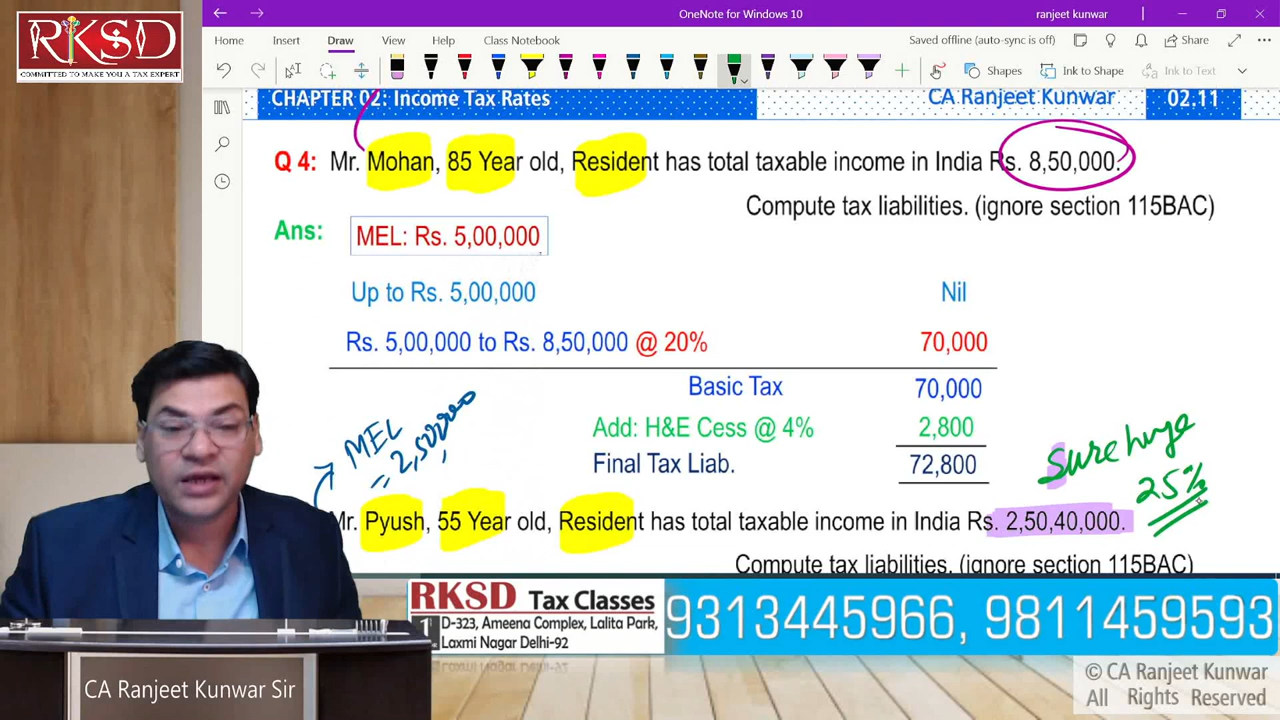 RKSD
COMMITTED TO MAKE YOU A TAX EXPERT
OneNote for Windows 10
ranjeet kunwar
Home Insert Draw View Help Class Notebook
Saved offline (auto-sync is off)
Share
Shapes
Ink to Shape
Ink to Text
CHAPTER 02: Income Tax Rates
CA Ranjeet Kunwar
02.11
Q 4: Mr. Mohan, 85 Year old, Resident has total taxable income in India Rs. 8,50,000.
Compute tax liabilities. (ignore section 115BAC)
Ans: MEL: Rs. 5,00,000
Up to Rs. 5,00,000 Nil
Rs. 5,00,000 to Rs. 8,50,000 @ 20% 70,000
Basic Tax 70,000
Add: H&E Cess @ 4% 2,800
Final Tax Liab. 72,800
MEL
= 2,50,000
Surcharge
25%
Mr. Pyush, 55 Year old, Resident has total taxable income in India Rs. 2,50,40,000.
Compute tax liabilities. (ignore section 115BAC)
RKSD Tax Classes
D-323, Ameena Complex, Lalita Park,
Laxmi Nagar Delhi-92
9313445966, 9811459593
CA Ranjeet Kunwar Sir
© CA Ranjeet Kunwar
All Rights Reserved